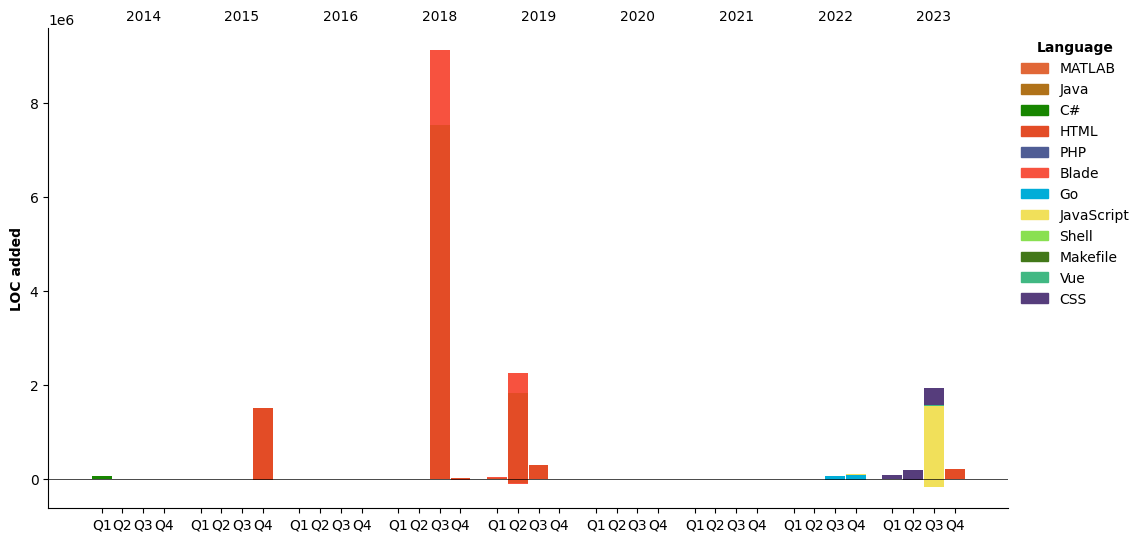 1e6
2014 2015 2016 2018 2019 2020 2021 2022 2023
Language
MATLAB
Java
C#
HTML
PHP
Blade
Go
JavaScript
Shell
Makefile
Vue
CSS
LOC added
8
6
4
2
0
Q1 Q2 Q3 Q4 Q1 Q2 Q3 Q4 Q1 Q2 Q3 Q4 Q1 Q2 Q3 Q4 Q1 Q2 Q3 Q4 Q1 Q2 Q3 Q4 Q1 Q2 Q3 Q4 Q1 Q2 Q3 Q4 Q1 Q2 Q3 Q4